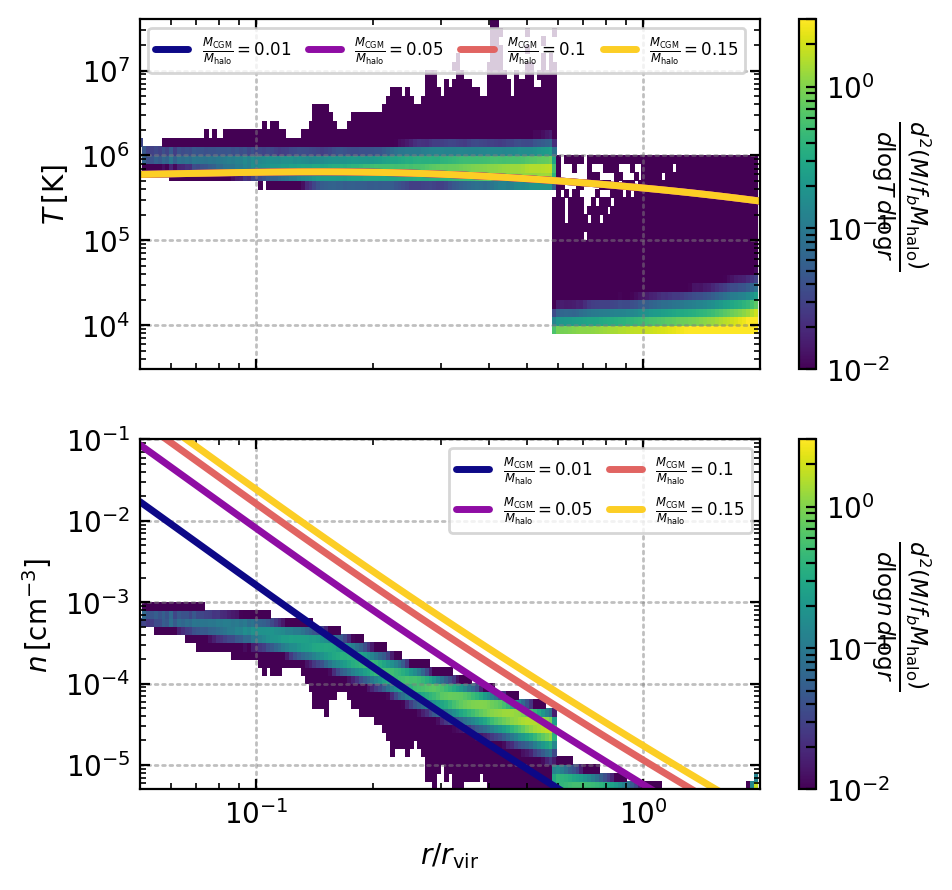 M_CGM/M_halo = 0.01 M_CGM/M_halo = 0.05 M_CGM/M_halo = 0.1 M_CGM/M_halo = 0.15
10^7
10^6
10^5
10^4
T [K]
10^0
10^-1
10^-2
d^2(M/f_b M_halo)
dlogT dlogr
M_CGM/M_halo = 0.01 M_CGM/M_halo = 0.1
M_CGM/M_halo = 0.05 M_CGM/M_halo = 0.15
10^-1
10^-2
10^-3
10^-4
10^-5
n [cm^-3]
10^-1 10^0
r/r_vir
10^0
10^-1
10^-2
d^2(M/f_b M_halo)
dlogn dlogr